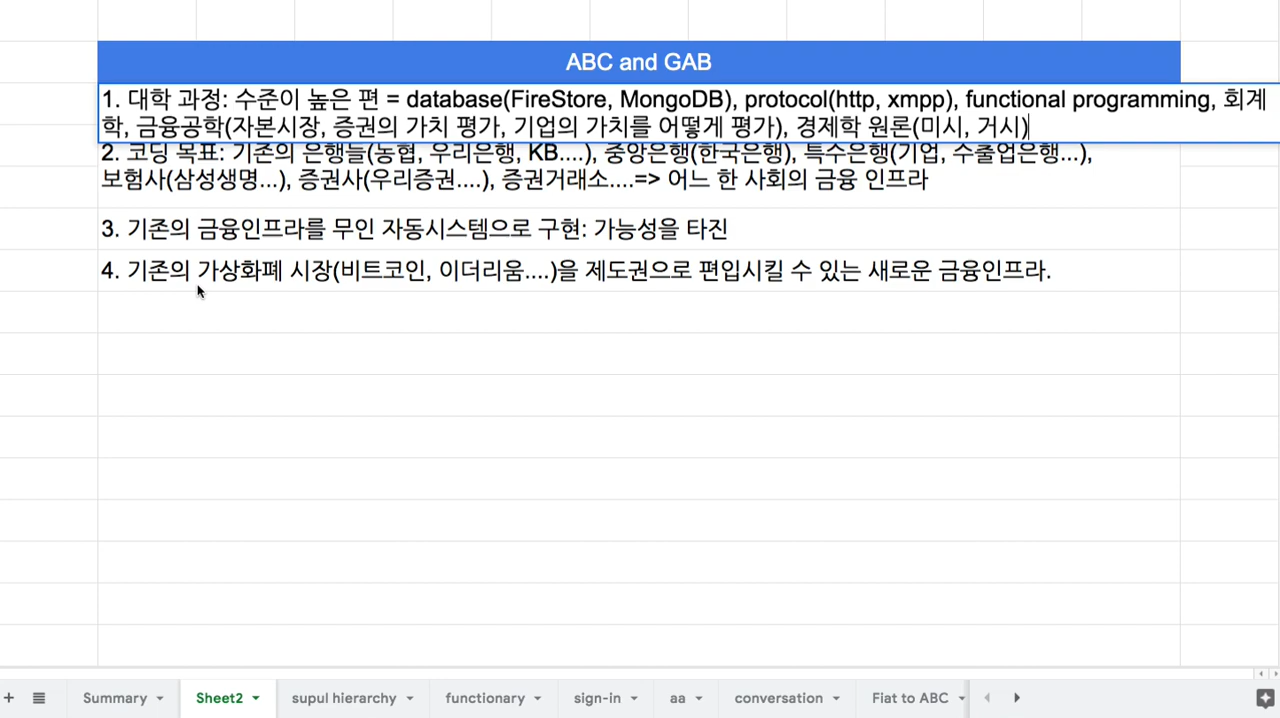 ABC and GAB
1. 대학 과정: 수준이 높은 편 = database(FireStore, MongoDB), protocol(http, xmpp), functional programming, 회계
학, 금융공학(자본시장, 증권의 가치 평가, 기업의 가치를 어떻게 평가), 경제학 원론(미시, 거시)
2. 코딩 목표: 기존의 은행들(농협, 우리은행, KB....), 중앙은행(한국은행), 특수은행(기업, 수출업은행...),
보험사(삼성생명...), 증권사(우리증권....), 증권거래소....=> 어느 한 사회의 금융 인프라
3. 기존의 금융인프라를 무인 자동시스템으로 구현: 가능성을 타진
4. 기존의 가상화폐 시장(비트코인, 이더리움....)을 제도권으로 편입시킬 수 있는 새로운 금융인프라.
+ Summary Sheet2 supul hierarchy functionary sign-in aa conversation Fiat to ABC